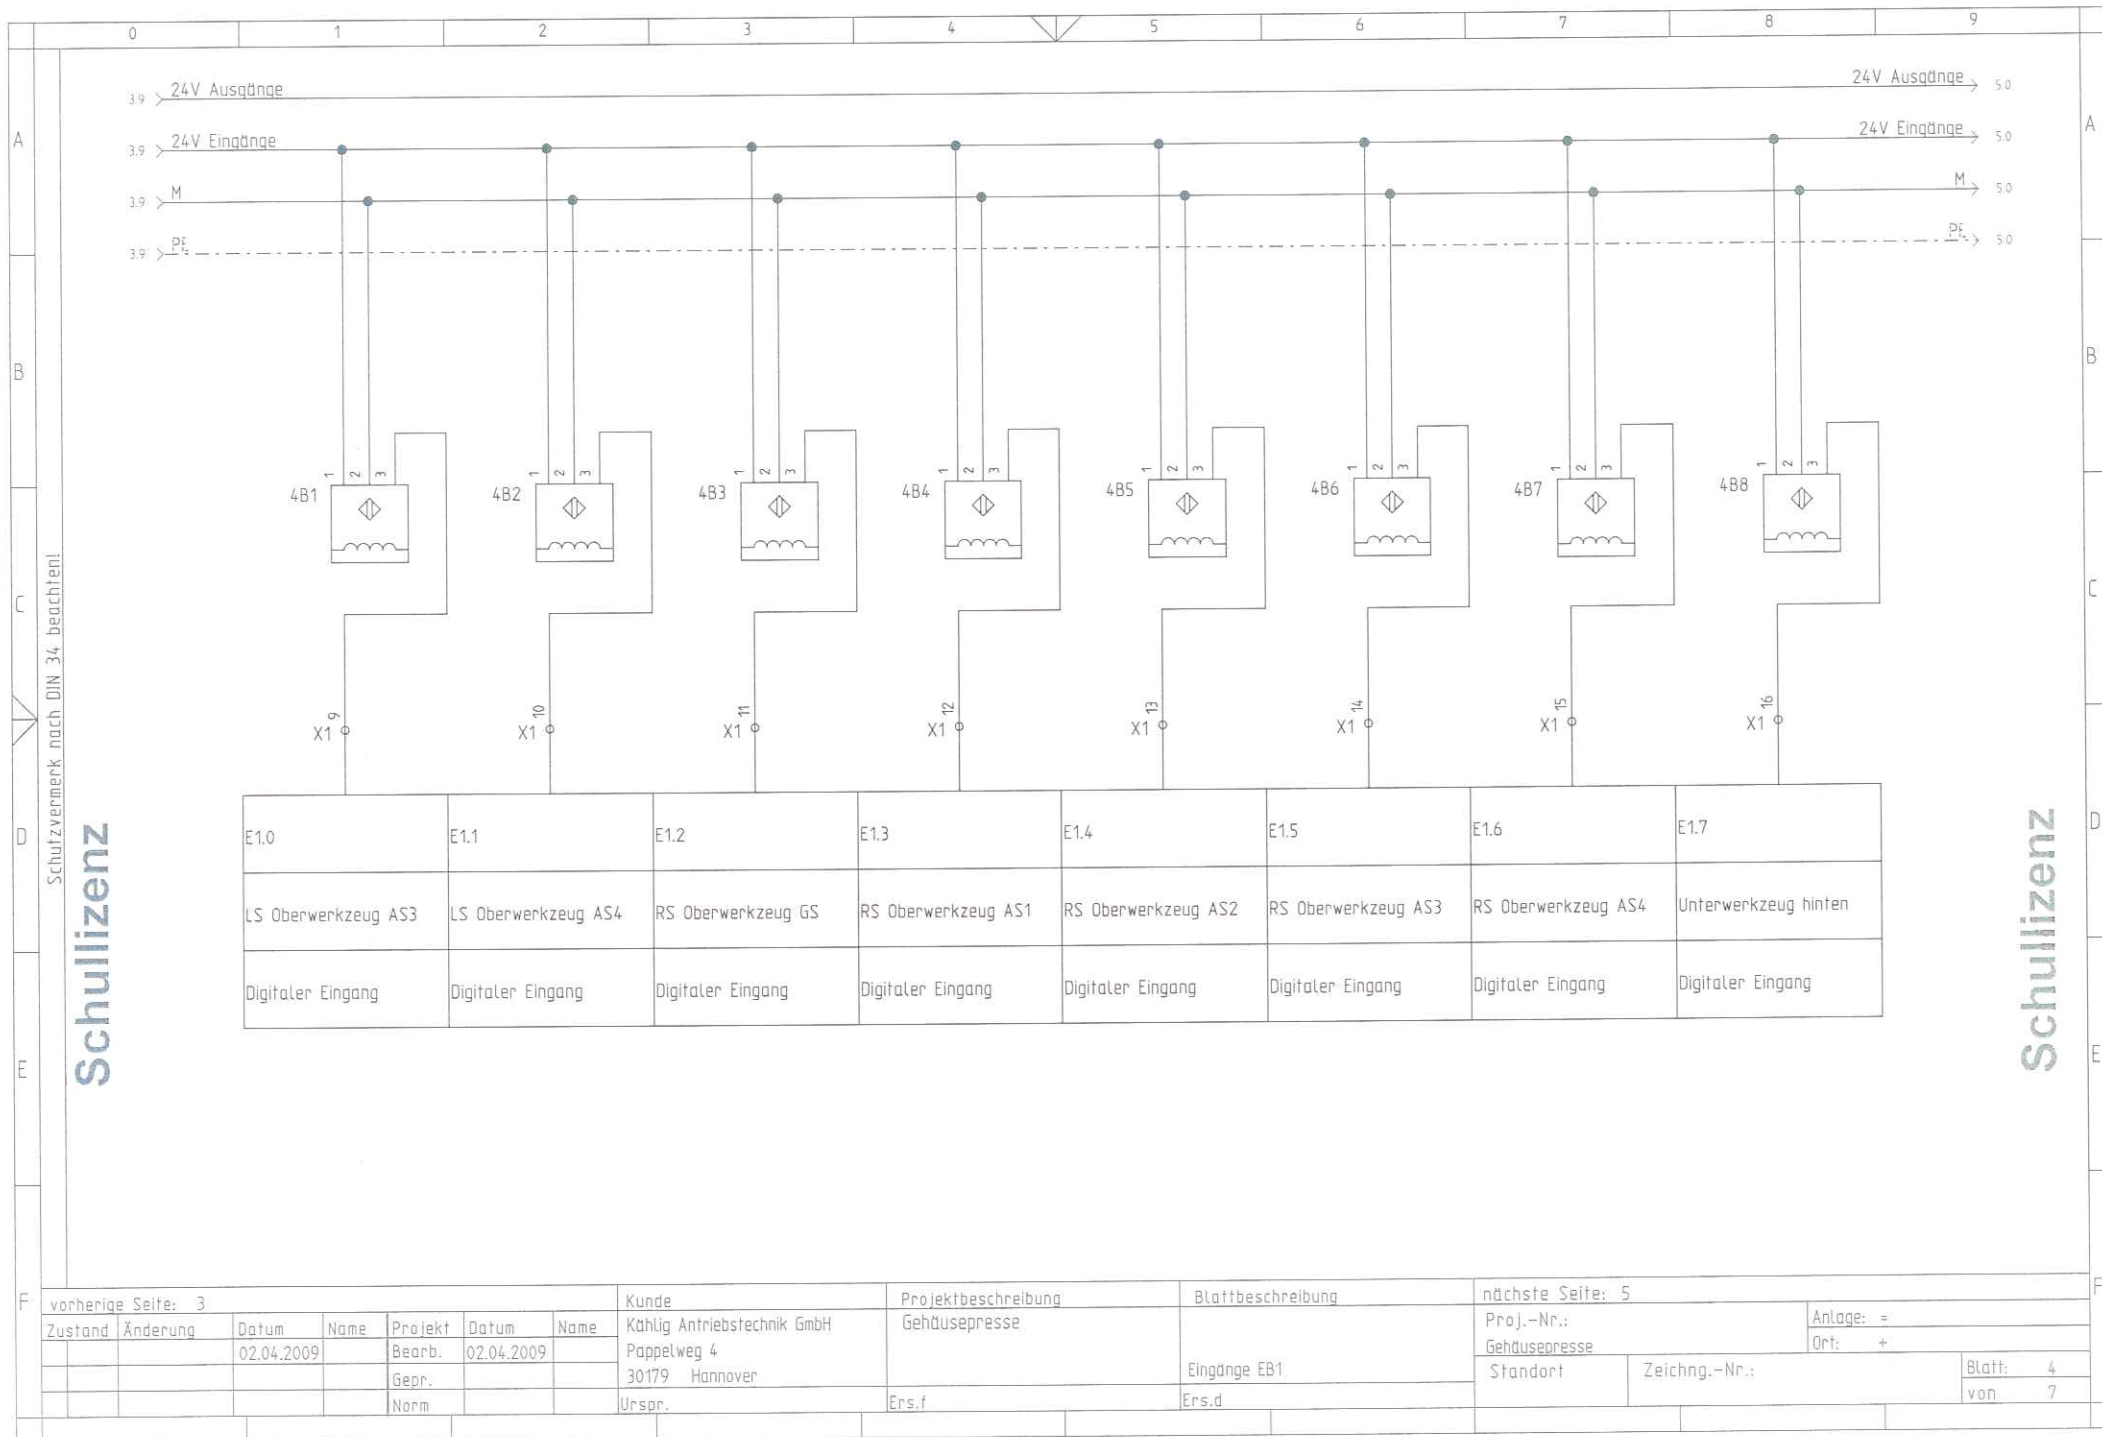 0 1 2 3 4 5 6 7 8 9
3.9 24V Ausgänge 24V Ausgänge 5.0
A A
3.9 24V Eingänge 24V Eingänge 5.0
3.9 M M 5.0
3.9 PE PE 5.0
B B
1 2 3 1 2 3 1 2 3 1 2 3 1 2 3 1 2 3 1 2 3 1 2 3
4B1 4B2 4B3 4B4 4B5 4B6 4B7 4B8
C C
Schutzvermerk nach DIN 34 beachten!
9 10 11 12 13 14 15 16
X1 X1 X1 X1 X1 X1 X1 X1
D D
Schullizenz
Schullizenz
E1.0 E1.1 E1.2 E1.3 E1.4 E1.5 E1.6 E1.7
LS Oberwerkzeug AS3 LS Oberwerkzeug AS4 RS Oberwerkzeug GS RS Oberwerkzeug AS1 RS Oberwerkzeug AS2 RS Oberwerkzeug AS3 RS Oberwerkzeug AS4 Unterwerkzeug hinten
Digitaler Eingang Digitaler Eingang Digitaler Eingang Digitaler Eingang Digitaler Eingang Digitaler Eingang Digitaler Eingang Digitaler Eingang
E E
F F
vorherige Seite: 3 Kunde Projektbeschreibung Blattbeschreibung nächste Seite: 5
Zustand Änderung Datum Name Projekt Datum Name Kählig Antriebstechnik GmbH Gehäusepresse Proj.-Nr.: Anlage: =
02.04.2009 Bearb. 02.04.2009 Pappelweg 4 Gehäusepresse Ort: +
Gepr. 30179 Hannover Eingänge EB1 Standort Zeichng.-Nr.: Blatt: 4
Norm Urspr. Ers.f Ers.d von 7